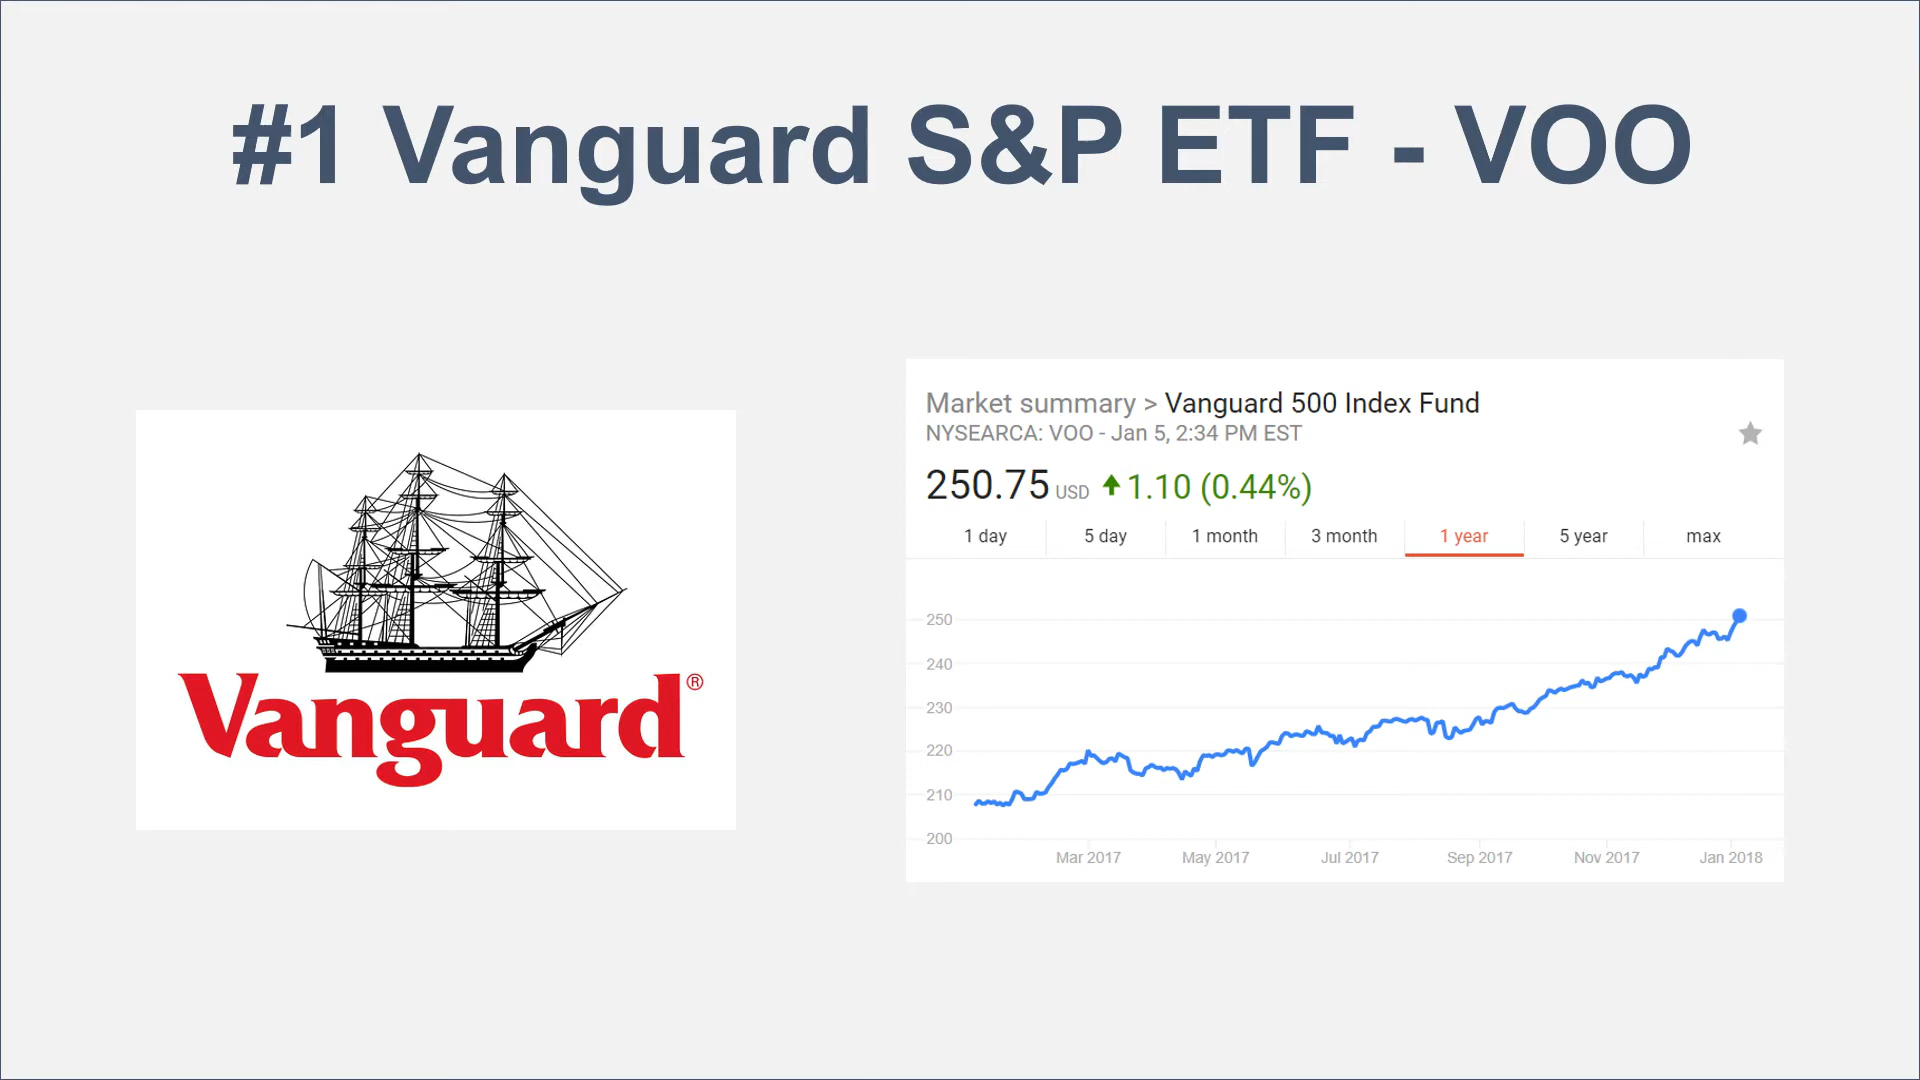 #1 Vanguard S&P ETF - VOO
Vanguard®
Market summary > Vanguard 500 Index Fund
NYSEARCA: VOO - Jan 5, 2:34 PM EST
250.75 USD 1.10 (0.44%)
1 day 5 day 1 month 3 month 1 year 5 year max
250
240
230
220
210
200
Mar 2017 May 2017 Jul 2017 Sep 2017 Nov 2017 Jan 2018